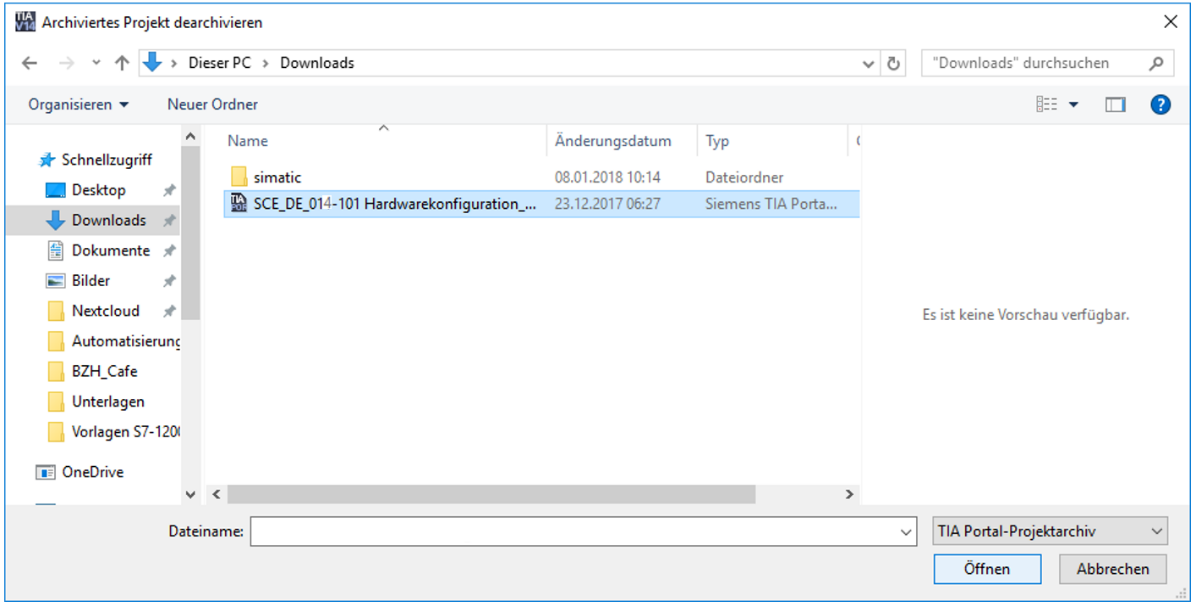 TIA V14 Archiviertes Projekt dearchivieren
Dieser PC > Downloads
"Downloads" durchsuchen
Organisieren Neuer Ordner
Name Änderungsdatum Typ
simatic 08.01.2018 10:14 Dateiordner
SCE_DE_014-101 Hardwarekonfiguration_... 23.12.2017 06:27 Siemens TIA Porta...
Schnellzugriff
Desktop
Downloads
Dokumente
Bilder
Nextcloud
Automatisierung
BZH_Cafe
Unterlagen
Vorlagen S7-1200
OneDrive
Es ist keine Vorschau verfügbar.
Dateiname:
TIA Portal-Projektarchiv
Öffnen Abbrechen